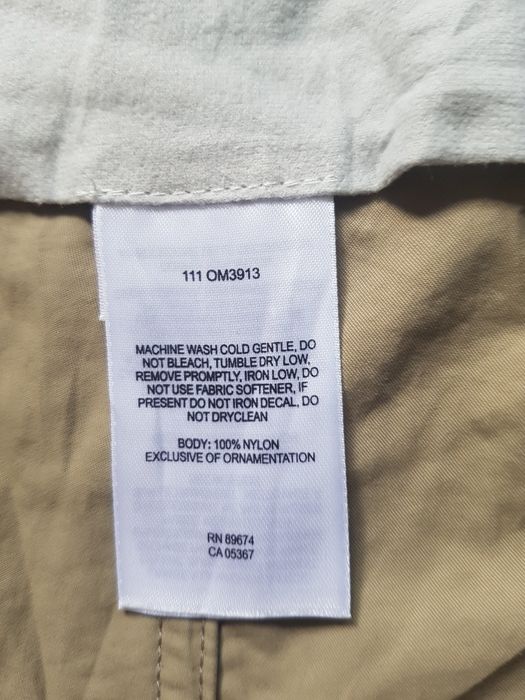 111 OM3913
MACHINE WASH COLD GENTLE, DO
NOT BLEACH, TUMBLE DRY LOW,
REMOVE PROMPTLY, IRON LOW, DO
NOT USE FABRIC SOFTENER, IF
PRESENT DO NOT IRON DECAL, DO
NOT DRYCLEAN
BODY: 100% NYLON
EXCLUSIVE OF ORNAMENTATION
RN 89674
CA 05367